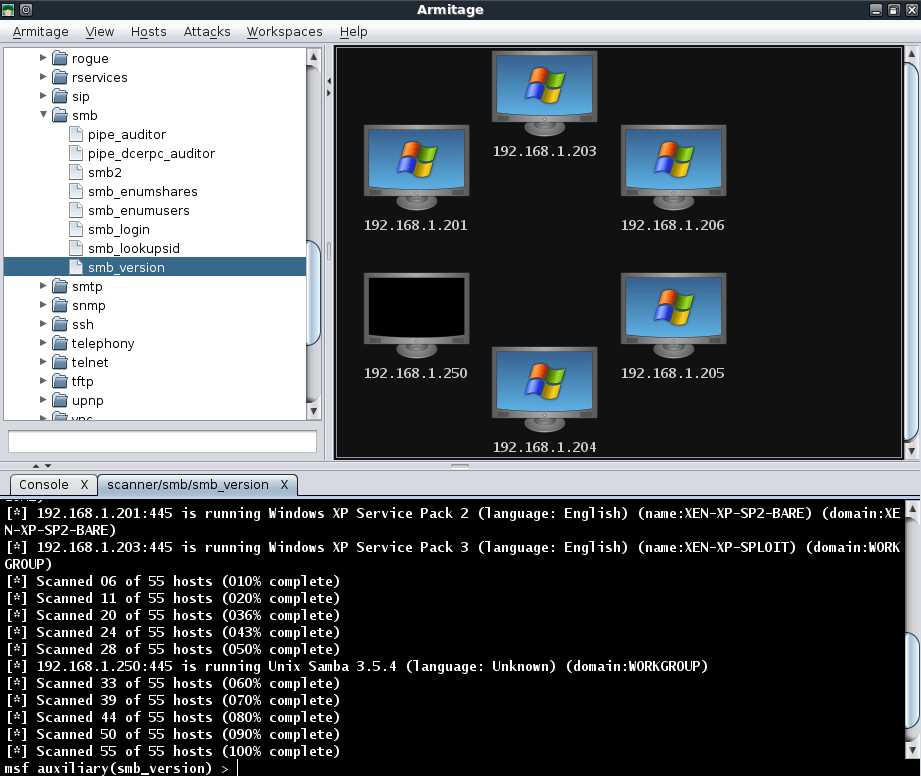 Armitage
Armitage View Hosts Attacks Workspaces Help
rogue
rservices
sip
smb
pipe_auditor
pipe_dcerpc_auditor
smb2
smb_enumshares
smb_enumusers
smb_login
smb_lookupsid
smb_version
smtp
snmp
ssh
telephony
telnet
tftp
upnp
192.168.1.203
192.168.1.201
192.168.1.206
192.168.1.250
192.168.1.205
192.168.1.204
Console X scanner/smb/smb_version X
[*] 192.168.1.201:445 is running Windows XP Service Pack 2 (language: English) (name:XEN-XP-SP2-BARE) (domain:XE
N-XP-SP2-BARE)
[*] 192.168.1.203:445 is running Windows XP Service Pack 3 (language: English) (name:XEN-XP-SPLOIT) (domain:WORK
GROUP)
[*] Scanned 06 of 55 hosts (010% complete)
[*] Scanned 11 of 55 hosts (020% complete)
[*] Scanned 20 of 55 hosts (036% complete)
[*] Scanned 24 of 55 hosts (043% complete)
[*] Scanned 28 of 55 hosts (050% complete)
[*] 192.168.1.250:445 is running Unix Samba 3.5.4 (language: Unknown) (domain:WORKGROUP)
[*] Scanned 33 of 55 hosts (060% complete)
[*] Scanned 39 of 55 hosts (070% complete)
[*] Scanned 44 of 55 hosts (080% complete)
[*] Scanned 50 of 55 hosts (090% complete)
[*] Scanned 55 of 55 hosts (100% complete)
msf auxiliary(smb_version) >